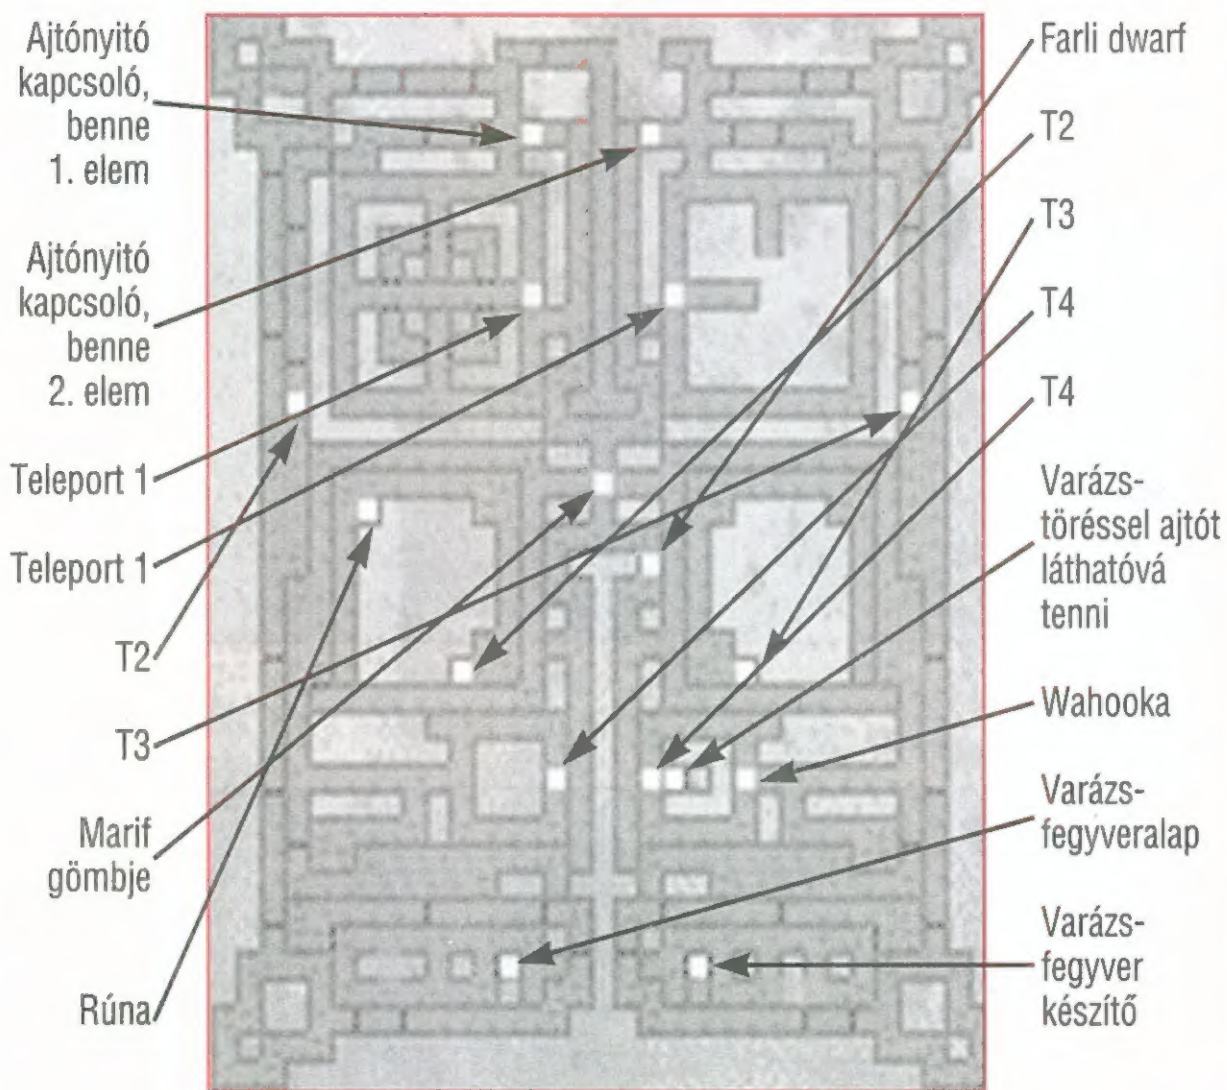 Ajtónyitó
kapcsoló,
benne
1. elem
Ajtónyitó
kapcsoló,
benne
2. elem
Teleport 1
Teleport 1
T2
T3
Marif
gömbje
Rúna
Farli dwarf
T2
T3
T4
T4
Varázs-
töréssel ajtót
láthatóvá
tenni
Wahooka
Varázs-
fegyveralap
Varázs-
fegyver
készítő